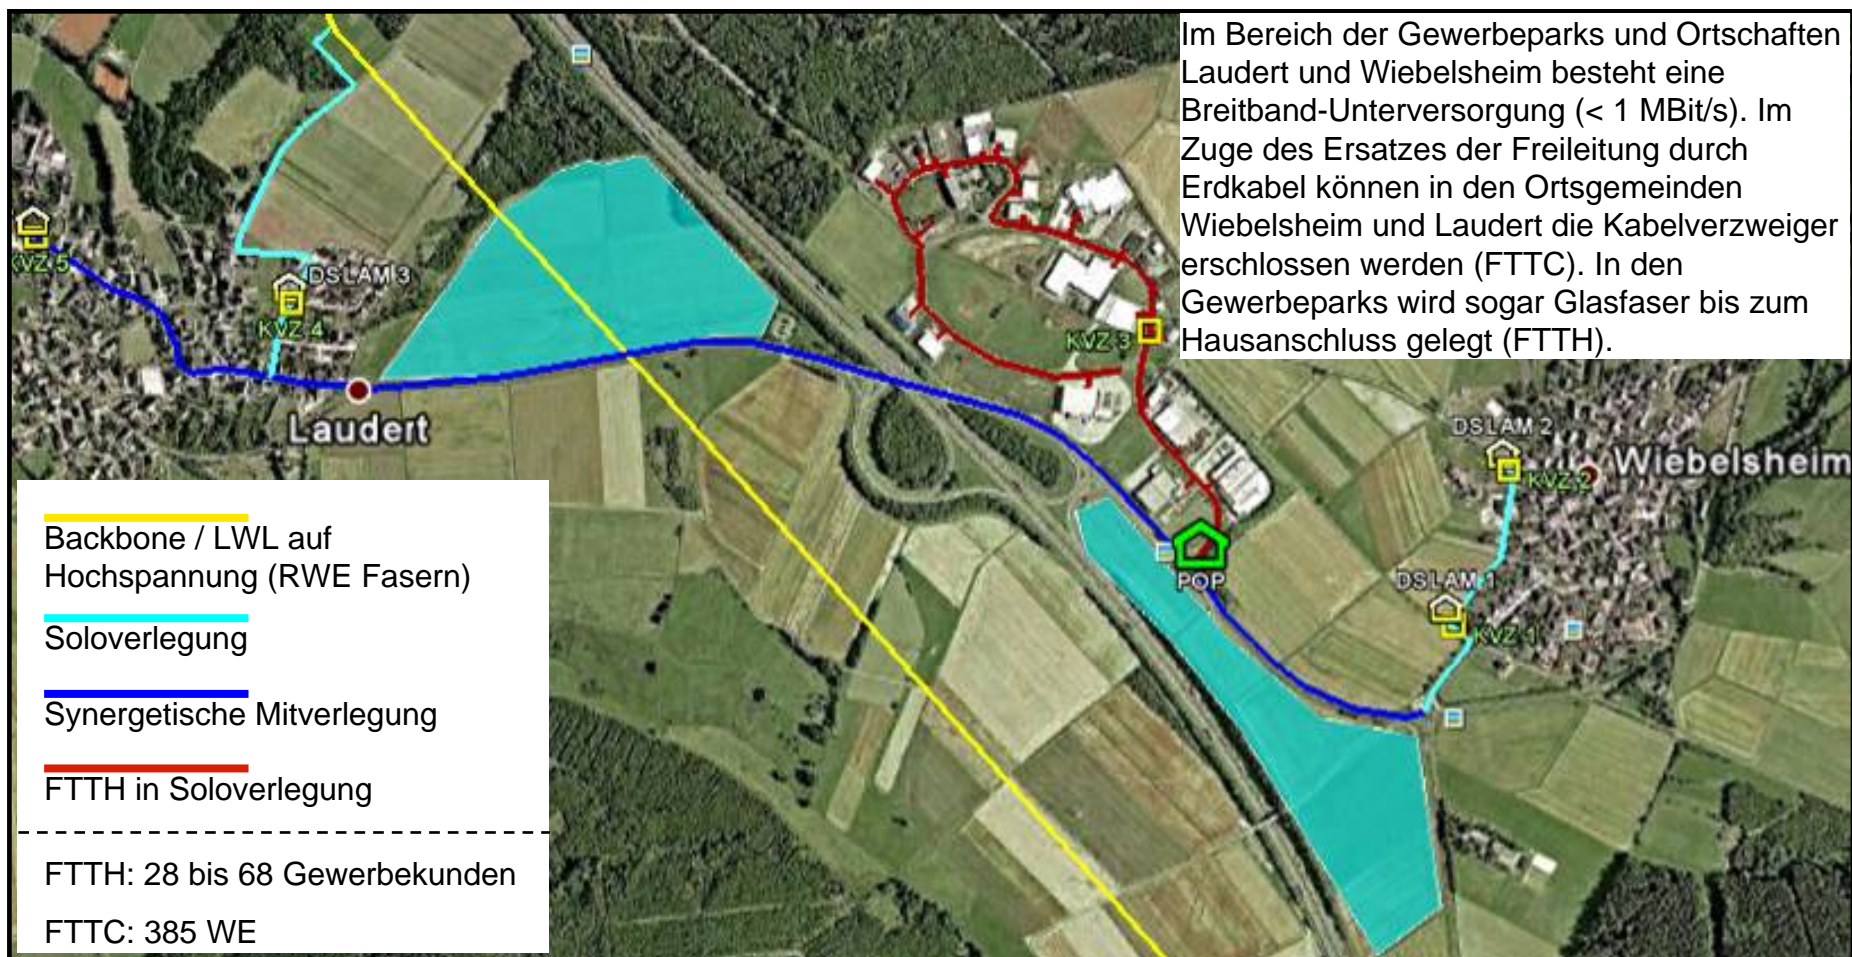 Im Bereich der Gewerbeparks und Ortschaften
Laudert und Wiebelsheim besteht eine
Breitband-Unterversorgung (< 1 MBit/s). Im
Zuge des Ersatzes der Freileitung durch
Erdkabel können in den Ortsgemeinden
Wiebelsheim und Laudert die Kabelverzweiger
erschlossen werden (FTTC). In den
Gewerbeparks wird sogar Glasfaser bis zum
Hausanschluss gelegt (FTTH).
KVZ 5
DSLAM 3
KVZ 4
KVZ 3
Laudert
DSLAM 2
Wiebelsheim
KVZ 2
POP
DSLAM 1
KVZ 1
Backbone / LWL auf
Hochspannung (RWE Fasern)
Soloverlegung
Synergetische Mitverlegung
FTTH in Soloverlegung
FTTH: 28 bis 68 Gewerbekunden
FTTC: 385 WE